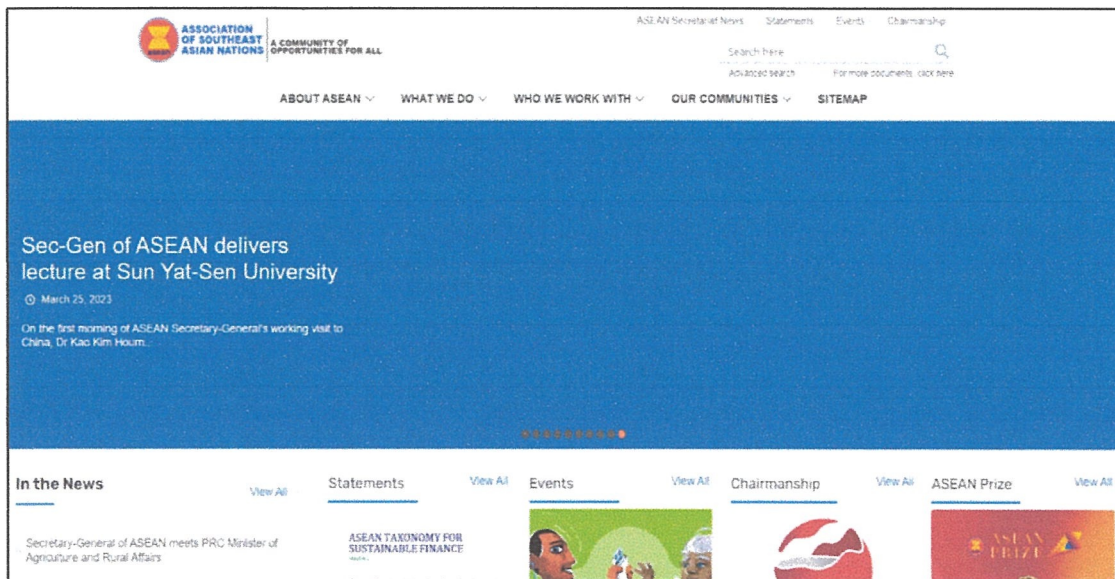 ASSOCIATION
OF SOUTHEAST
ASIAN NATIONS
A COMMUNITY OF
OPPORTUNITIES FOR ALL
ASEAN Secretariat News Statements Events Chairmanship
Search here
Advanced search For more documents, click here
ABOUT ASEAN WHAT WE DO WHO WE WORK WITH OUR COMMUNITIES SITEMAP
Sec-Gen of ASEAN delivers
lecture at Sun Yat-Sen University
March 25, 2023
On the first morning of ASEAN Secretary-General's working visit to
China, Dr Kao Kim Hourn...
In the News View All
Secretary-General of ASEAN meets PRC Minister of
Agriculture and Rural Affairs
Statements View All
ASEAN TAXONOMY FOR
SUSTAINABLE FINANCE
Events View All
Chairmanship View All
ASEAN Prize View All
ASEAN
PRIZE